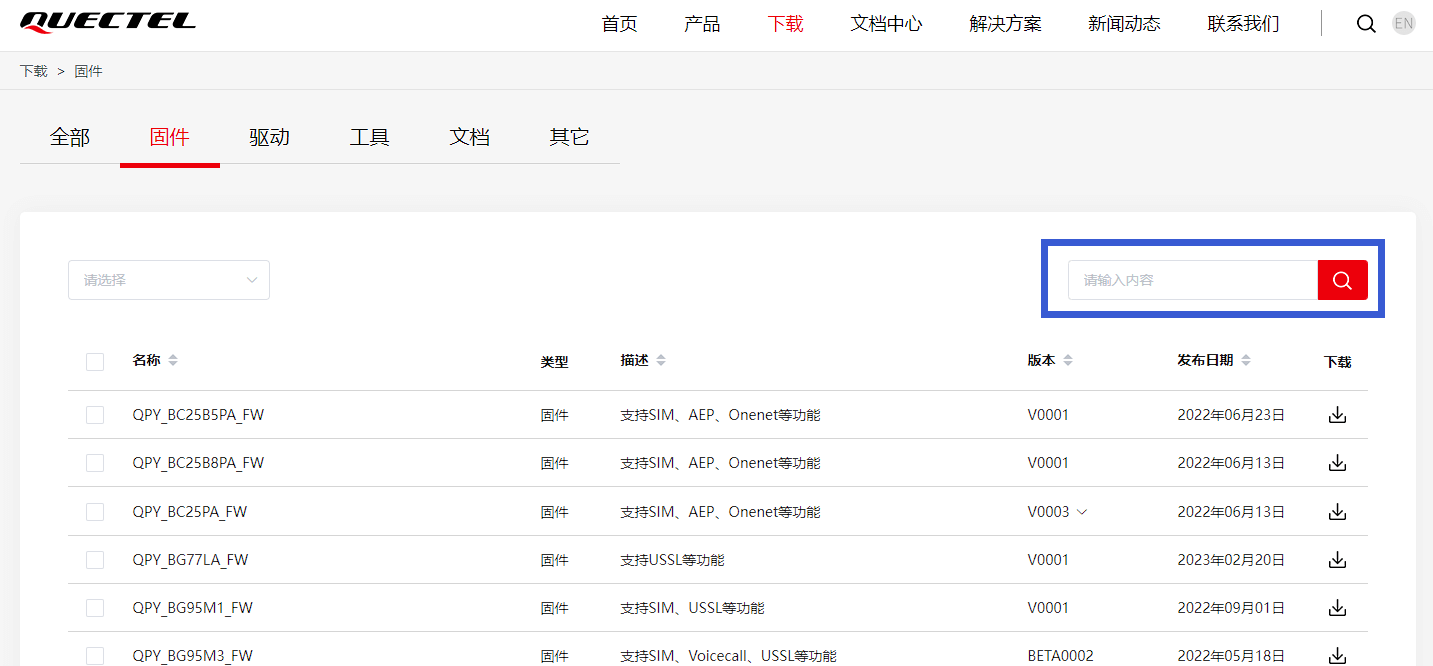 QUECTEL 首页 产品 下载 文档中心 解决方案 新闻动态 联系我们 EN
下载 > 固件
全部 固件 驱动 工具 文档 其它
请选择 请输入内容
名称 类型 描述 版本 发布日期 下载
QPY_BC25B5PA_FW 固件 支持SIM、AEP、Onenet等功能 V0001 2022年06月23日
QPY_BC25B8PA_FW 固件 支持SIM、AEP、Onenet等功能 V0001 2022年06月13日
QPY_BC25PA_FW 固件 支持SIM、AEP、Onenet等功能 V0003 2022年06月13日
QPY_BG77LA_FW 固件 支持USSL等功能 V0001 2023年02月20日
QPY_BG95M1_FW 固件 支持SIM、USSL等功能 V0001 2022年09月01日
QPY_BG95M3_FW 固件 支持SIM、Voicecall、USSL等功能 BETA0002 2022年05月18日